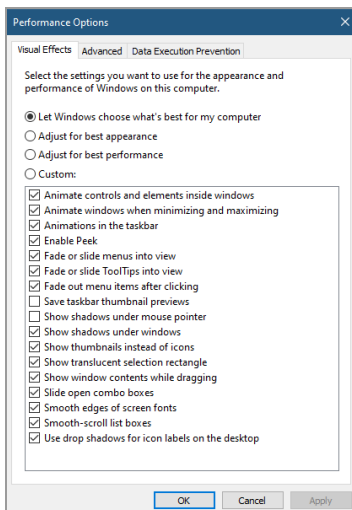 Performance Options
Visual Effects Advanced Data Execution Prevention
Select the settings you want to use for the appearance and
performance of Windows on this computer.
Let Windows choose what's best for my computer
Adjust for best appearance
Adjust for best performance
Custom:
Animate controls and elements inside windows
Animate windows when minimizing and maximizing
Animations in the taskbar
Enable Peek
Fade or slide menus into view
Fade or slide ToolTips into view
Fade out menu items after clicking
Save taskbar thumbnail previews
Show shadows under mouse pointer
Show shadows under windows
Show thumbnails instead of icons
Show translucent selection rectangle
Show window contents while dragging
Slide open combo boxes
Smooth edges of screen fonts
Smooth-scroll list boxes
Use drop shadows for icon labels on the desktop
OK Cancel Apply